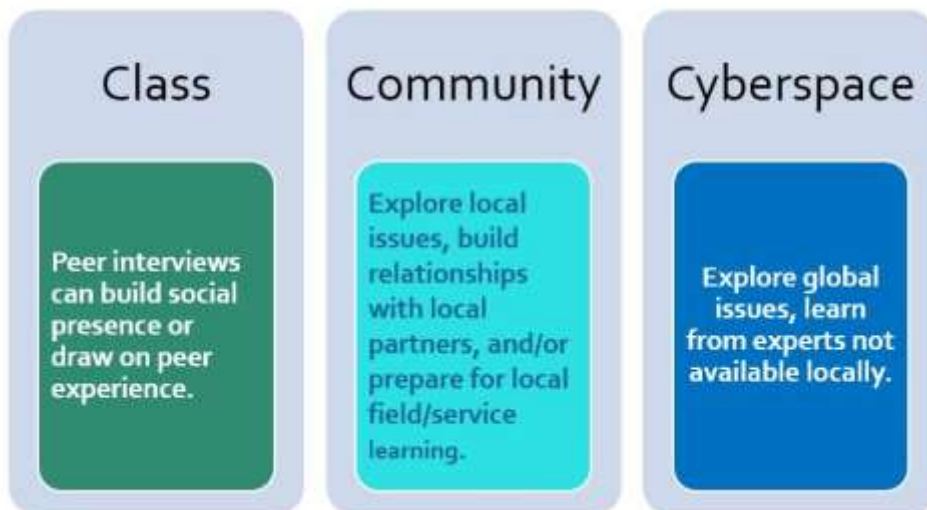 Class
Peer interviews
can build social
presence or
draw on peer
experience.
Community
Explore local
issues, build
relationships
with local
partners, and/or
prepare for local
field/service
learning.
Cyberspace
Explore global
issues, learn
from experts not
available locally.